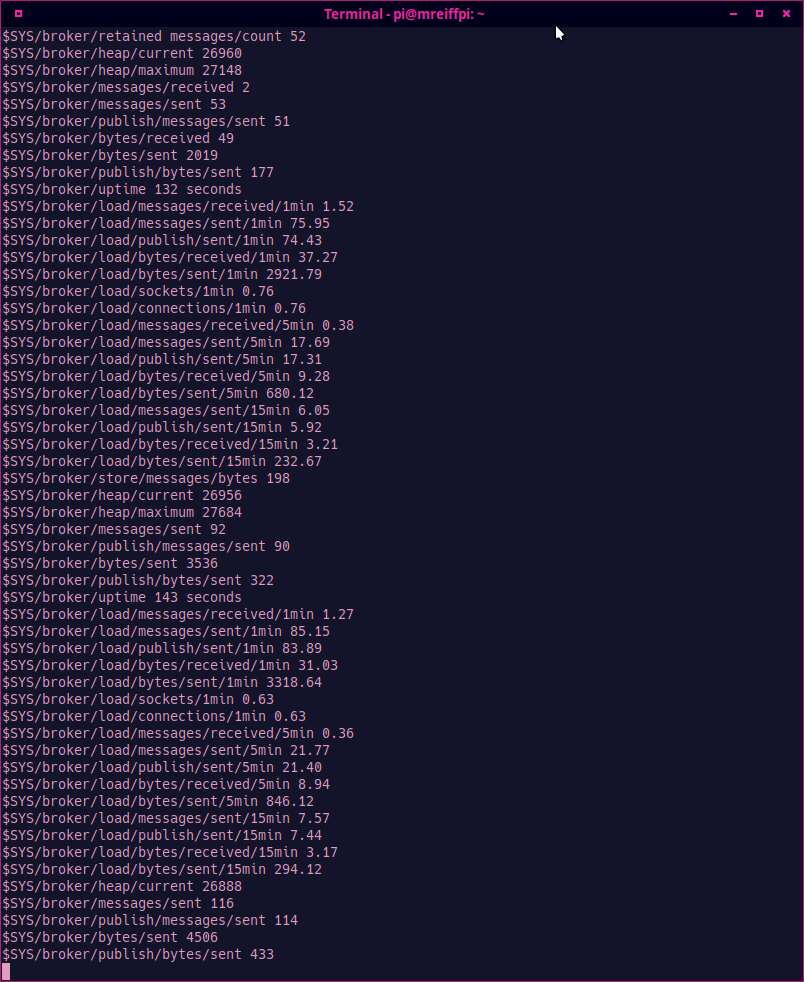 Terminal - pi@mreiffpi: ~
$SYS/broker/retained messages/count 52
$SYS/broker/heap/current 26960
$SYS/broker/heap/maximum 27148
$SYS/broker/messages/received 2
$SYS/broker/messages/sent 53
$SYS/broker/publish/messages/sent 51
$SYS/broker/bytes/received 49
$SYS/broker/bytes/sent 2019
$SYS/broker/publish/bytes/sent 177
$SYS/broker/uptime 132 seconds
$SYS/broker/load/messages/received/1min 1.52
$SYS/broker/load/messages/sent/1min 75.95
$SYS/broker/load/publish/sent/1min 74.43
$SYS/broker/load/bytes/received/1min 37.27
$SYS/broker/load/bytes/sent/1min 2921.79
$SYS/broker/load/sockets/1min 0.76
$SYS/broker/load/connections/1min 0.76
$SYS/broker/load/messages/received/5min 0.38
$SYS/broker/load/messages/sent/5min 17.69
$SYS/broker/load/publish/sent/5min 17.31
$SYS/broker/load/bytes/received/5min 9.28
$SYS/broker/load/bytes/sent/5min 680.12
$SYS/broker/load/messages/sent/15min 6.05
$SYS/broker/load/publish/sent/15min 5.92
$SYS/broker/load/bytes/received/15min 3.21
$SYS/broker/load/bytes/sent/15min 232.67
$SYS/broker/store/messages/bytes 198
$SYS/broker/heap/current 26956
$SYS/broker/heap/maximum 27684
$SYS/broker/messages/sent 92
$SYS/broker/publish/messages/sent 90
$SYS/broker/bytes/sent 3536
$SYS/broker/publish/bytes/sent 322
$SYS/broker/uptime 143 seconds
$SYS/broker/load/messages/received/1min 1.27
$SYS/broker/load/messages/sent/1min 85.15
$SYS/broker/load/publish/sent/1min 83.89
$SYS/broker/load/bytes/received/1min 31.03
$SYS/broker/load/bytes/sent/1min 3318.64
$SYS/broker/load/sockets/1min 0.63
$SYS/broker/load/connections/1min 0.63
$SYS/broker/load/messages/received/5min 0.36
$SYS/broker/load/messages/sent/5min 21.77
$SYS/broker/load/publish/sent/5min 21.40
$SYS/broker/load/bytes/received/5min 8.94
$SYS/broker/load/bytes/sent/5min 846.12
$SYS/broker/load/messages/sent/15min 7.57
$SYS/broker/load/publish/sent/15min 7.44
$SYS/broker/load/bytes/received/15min 3.17
$SYS/broker/load/bytes/sent/15min 294.12
$SYS/broker/heap/current 26888
$SYS/broker/messages/sent 116
$SYS/broker/publish/messages/sent 114
$SYS/broker/bytes/sent 4506
$SYS/broker/publish/bytes/sent 433